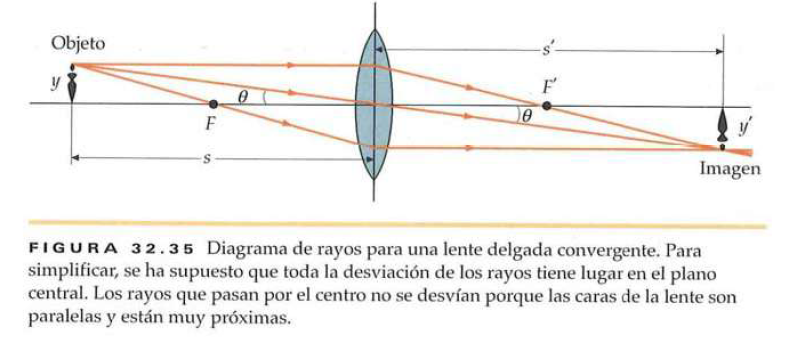 Objeto
s′
y
θ
F′
F
θ
y′
s
Imagen
FIGURA 32.35 Diagrama de rayos para una lente delgada convergente. Para
simplificar, se ha supuesto que toda la desviación de los rayos tiene lugar en el plano
central. Los rayos que pasan por el centro no se desvían porque las caras de la lente son
paralelas y están muy próximas.